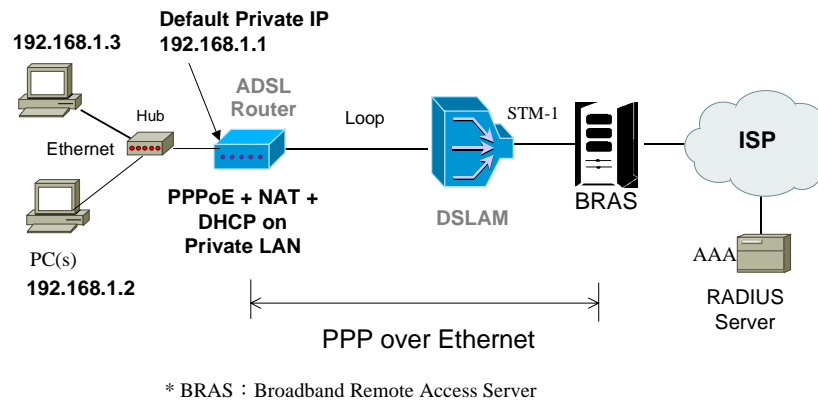 Default Private IP
192.168.1.1
192.168.1.3
ADSL
Router
Hub
Ethernet
Loop
STM-1
ISP
PPPoE + NAT +
DHCP on
Private LAN
DSLAM
BRAS
PC(s)
192.168.1.2
AAA
RADIUS
Server
PPP over Ethernet
* BRAS：Broadband Remote Access Server